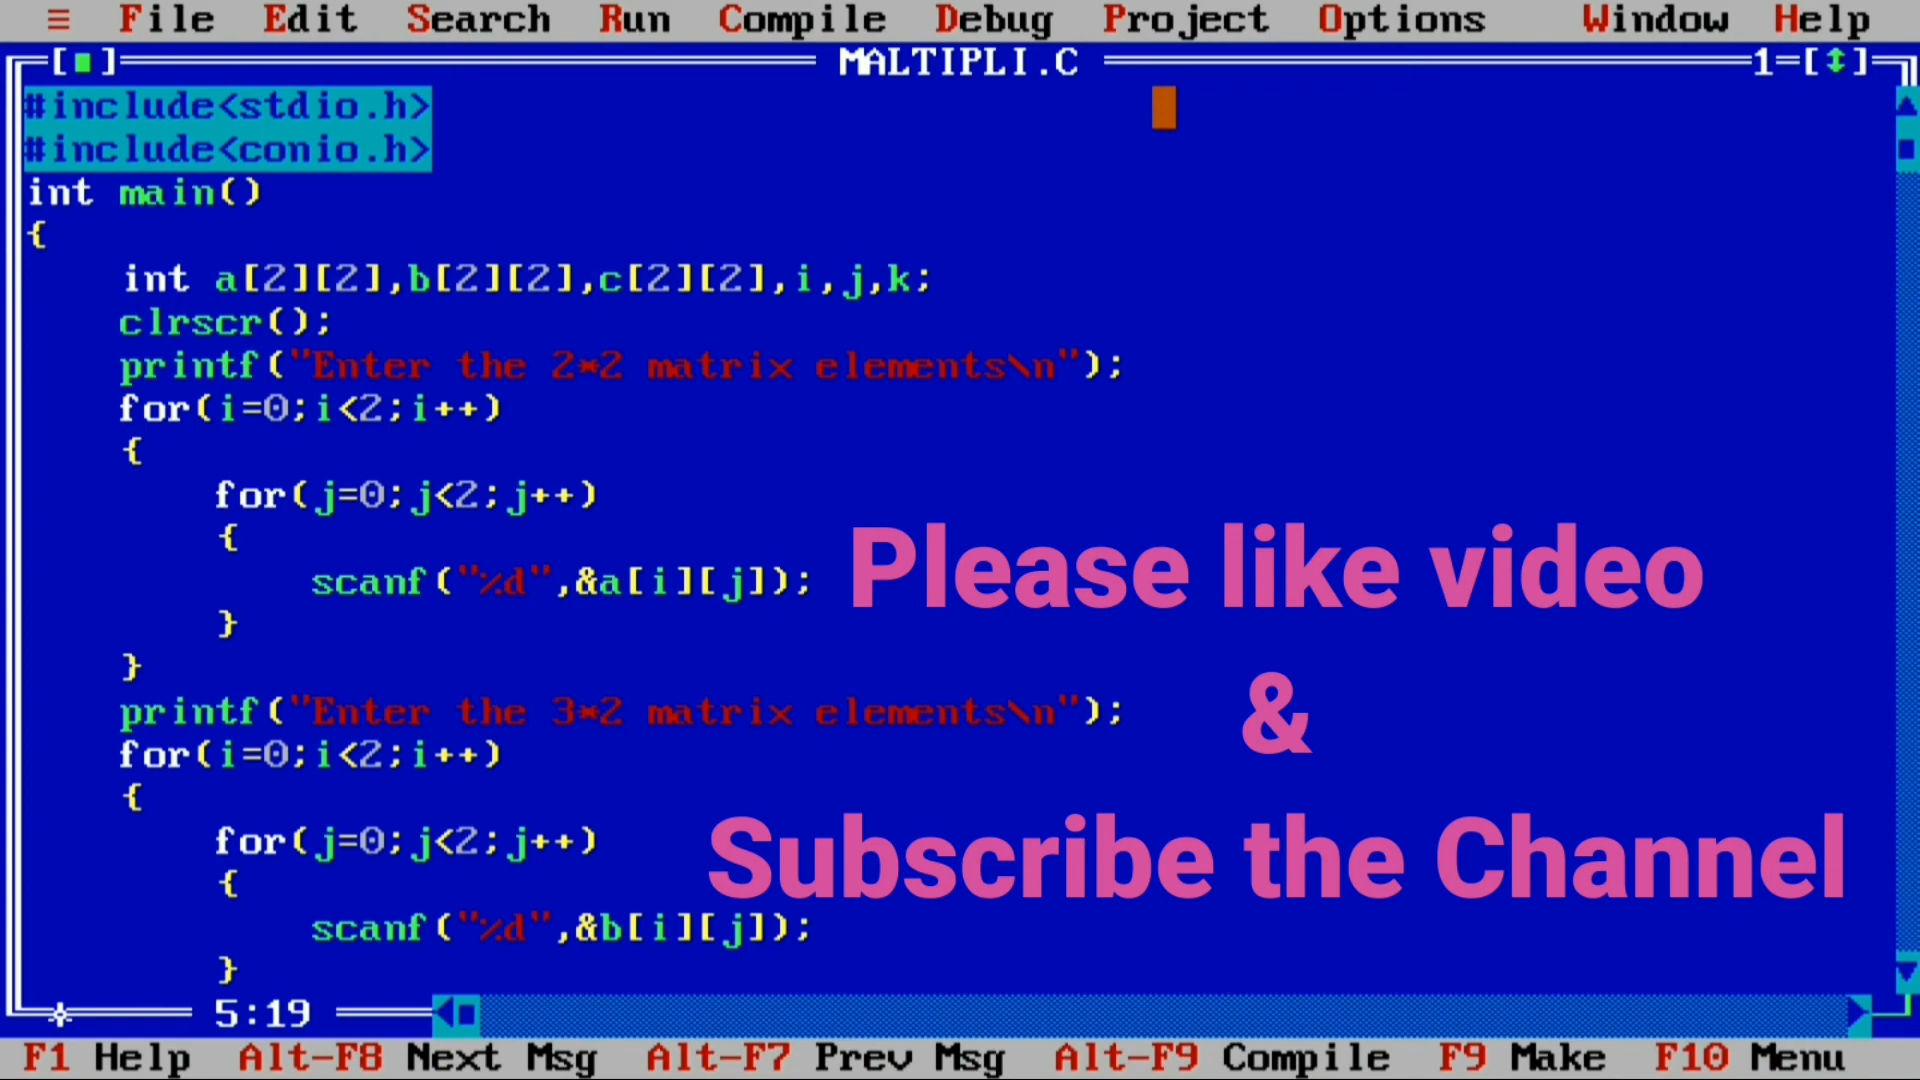 ≡ File Edit Search Run Compile Debug Project Options Window Help
[■] MALTIPLI.C 1=[↕]
#include<stdio.h>
#include<conio.h>
int main()
{
int a[2][2],b[2][2],c[2][2],i,j,k;
clrscr();
printf("Enter the 2*2 matrix elements\n");
for(i=0;i<2;i++)
{
for(j=0;j<2;j++)
{
scanf("%d",&a[i][j]);
}
}
printf("Enter the 3*2 matrix elements\n");
for(i=0;i<2;i++)
{
for(j=0;j<2;j++)
{
scanf("%d",&b[i][j]);
}
Please like video
&
Subscribe the Channel
5:19
F1 Help Alt-F8 Next Msg Alt-F7 Prev Msg Alt-F9 Compile F9 Make F10 Menu